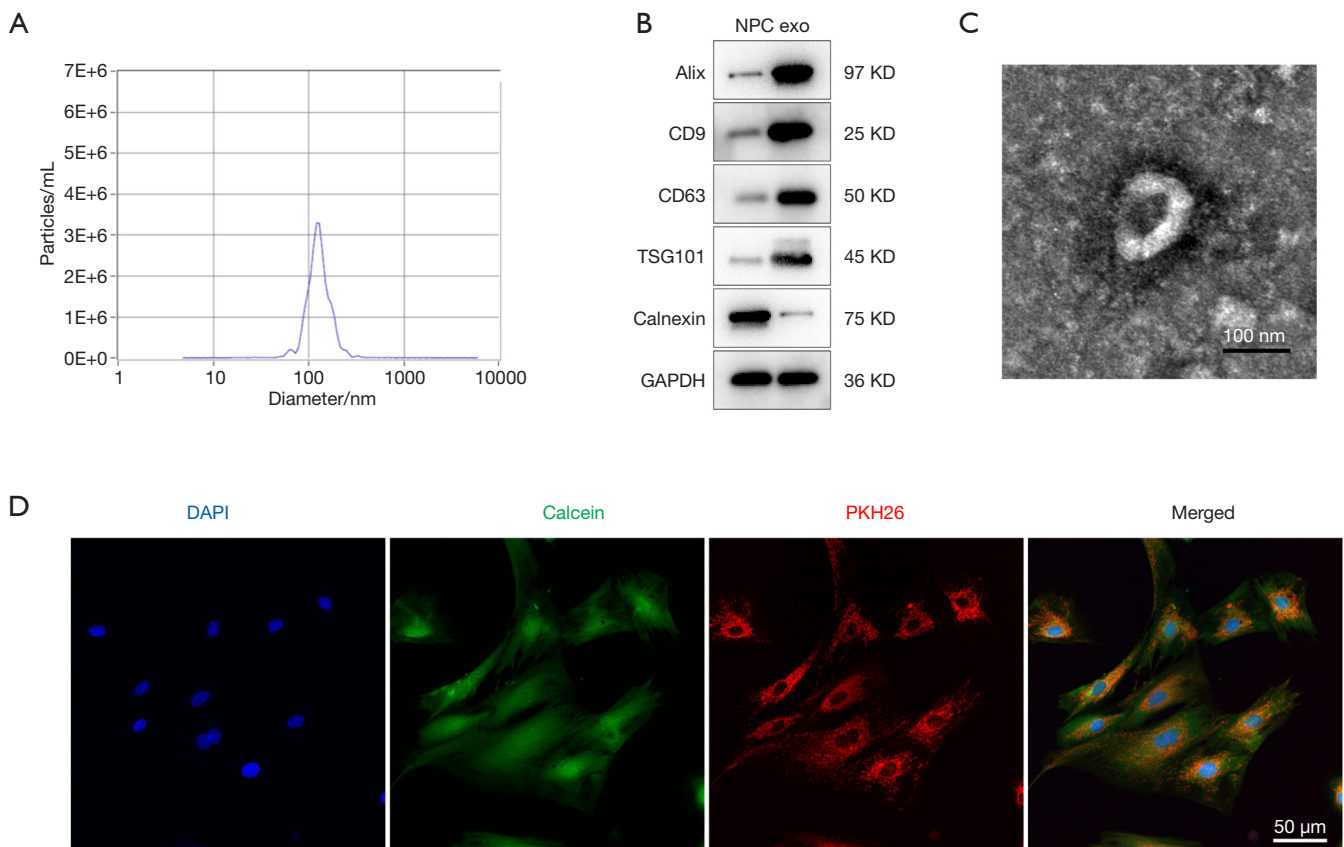 A
7E+6
6E+6
5E+6
4E+6
3E+6
2E+6
1E+6
0E+0
Particles/mL
1 10 100 1000 10000
Diameter/nm
B
NPC exo
Alix 97 KD
CD9 25 KD
CD63 50 KD
TSG101 45 KD
Calnexin 75 KD
GAPDH 36 KD
C
100 nm
D
DAPI Calcein PKH26 Merged
50 μm